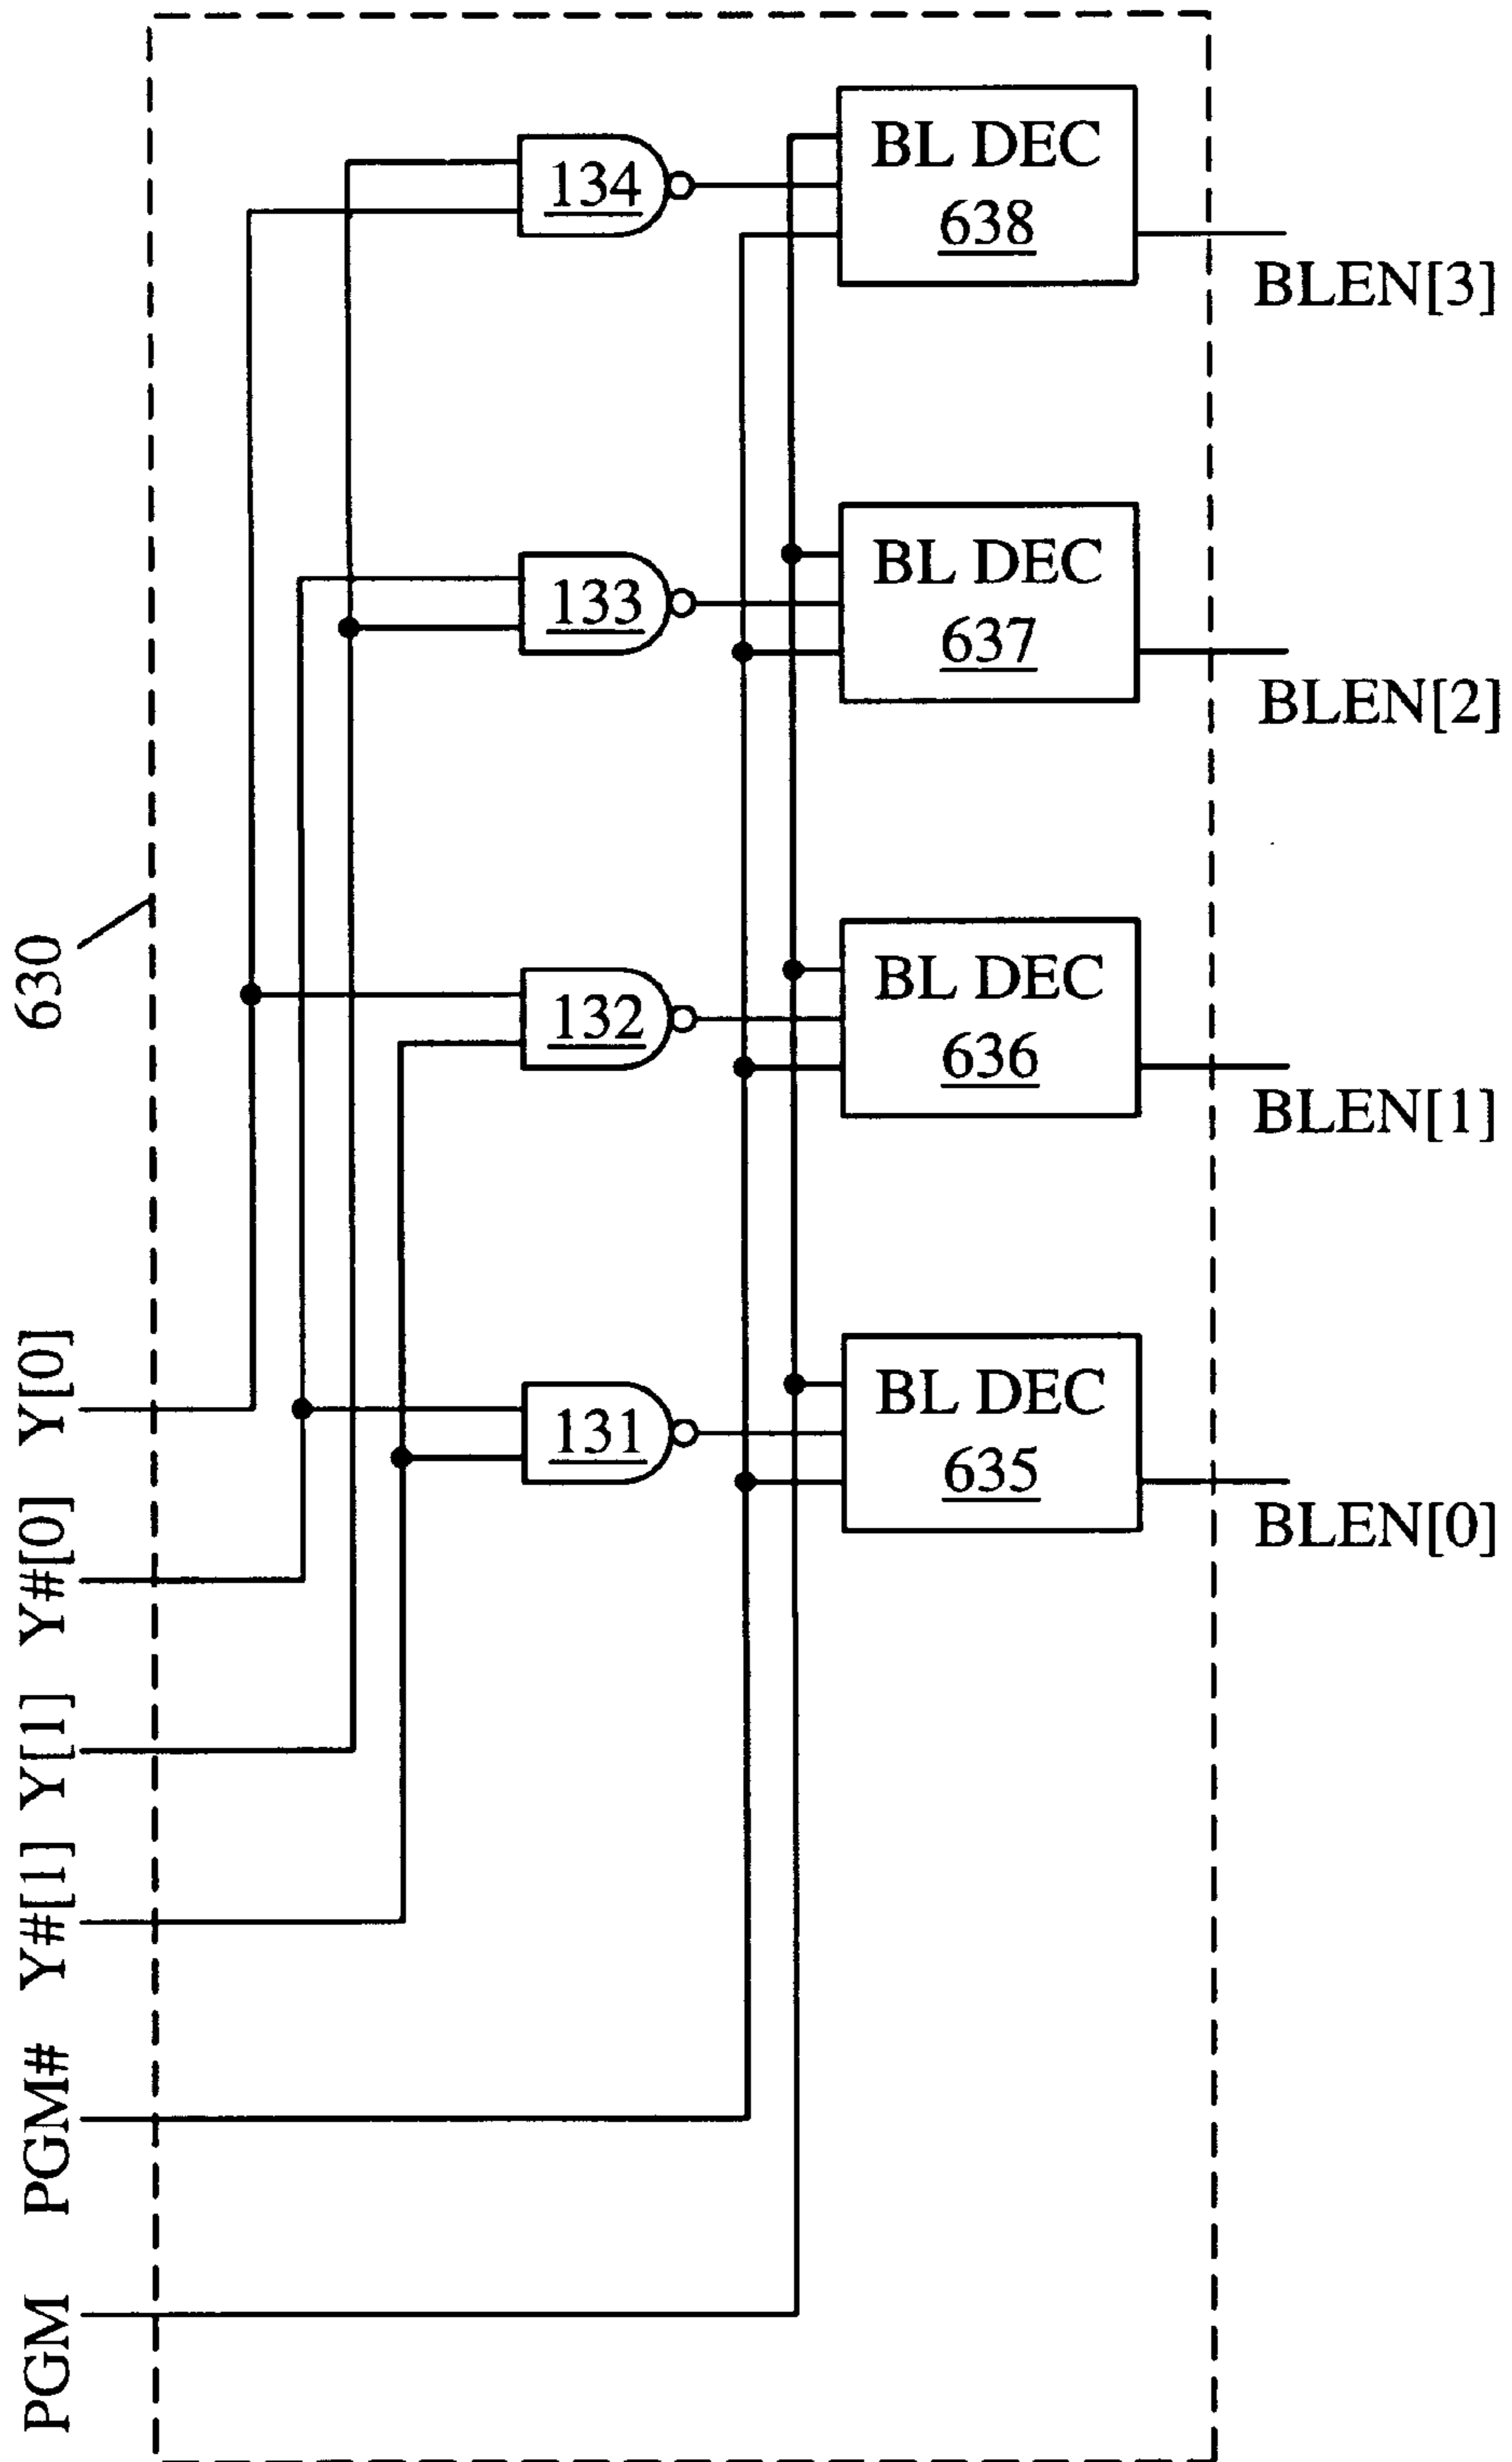 134
BL DEC
638
BLEN[3]
133
BL DEC
637
BLEN[2]
630
132
BL DEC
636
BLEN[1]
Y[0]
131
BL DEC
635
BLEN[0]
Y#[0]
Y[1]
Y#[1]
PGM#
PGM